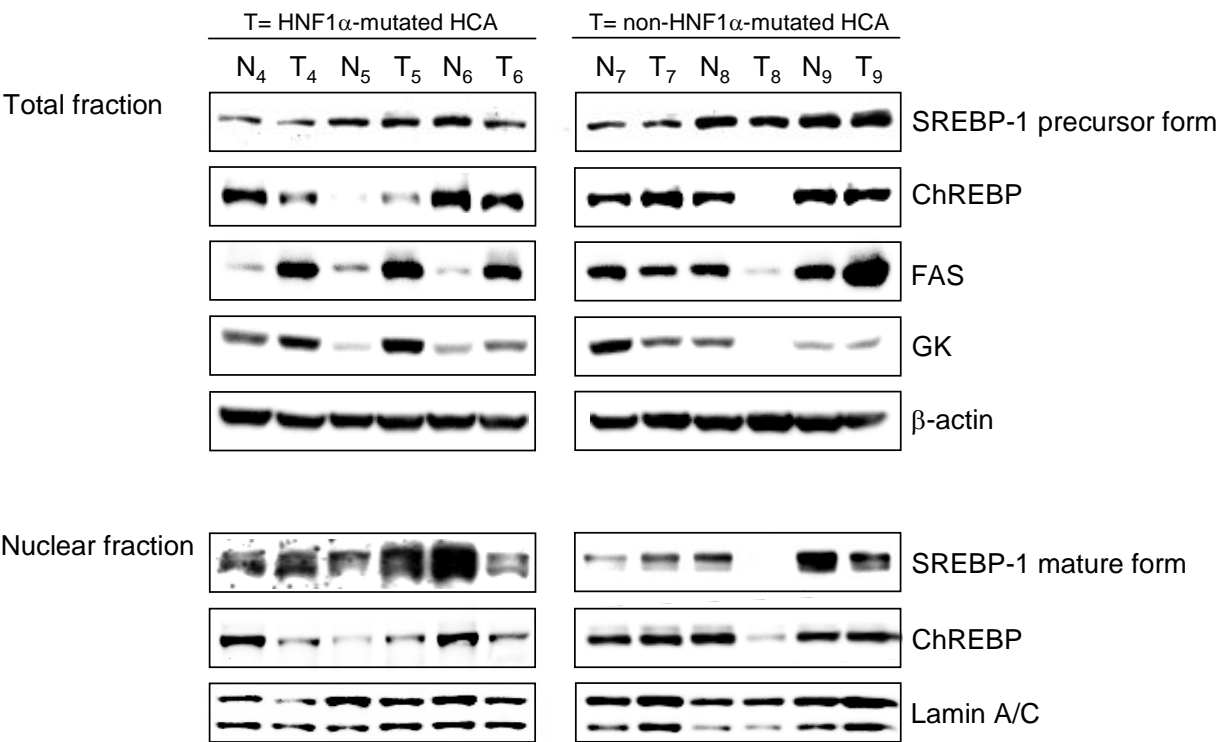 T= HNF1α-mutated HCA T= non-HNF1α-mutated HCA
N4 T4 N5 T5 N6 T6 N7 T7 N8 T8 N9 T9
Total fraction
SREBP-1 precursor form
ChREBP
FAS
GK
β-actin
Nuclear fraction
SREBP-1 mature form
ChREBP
Lamin A/C